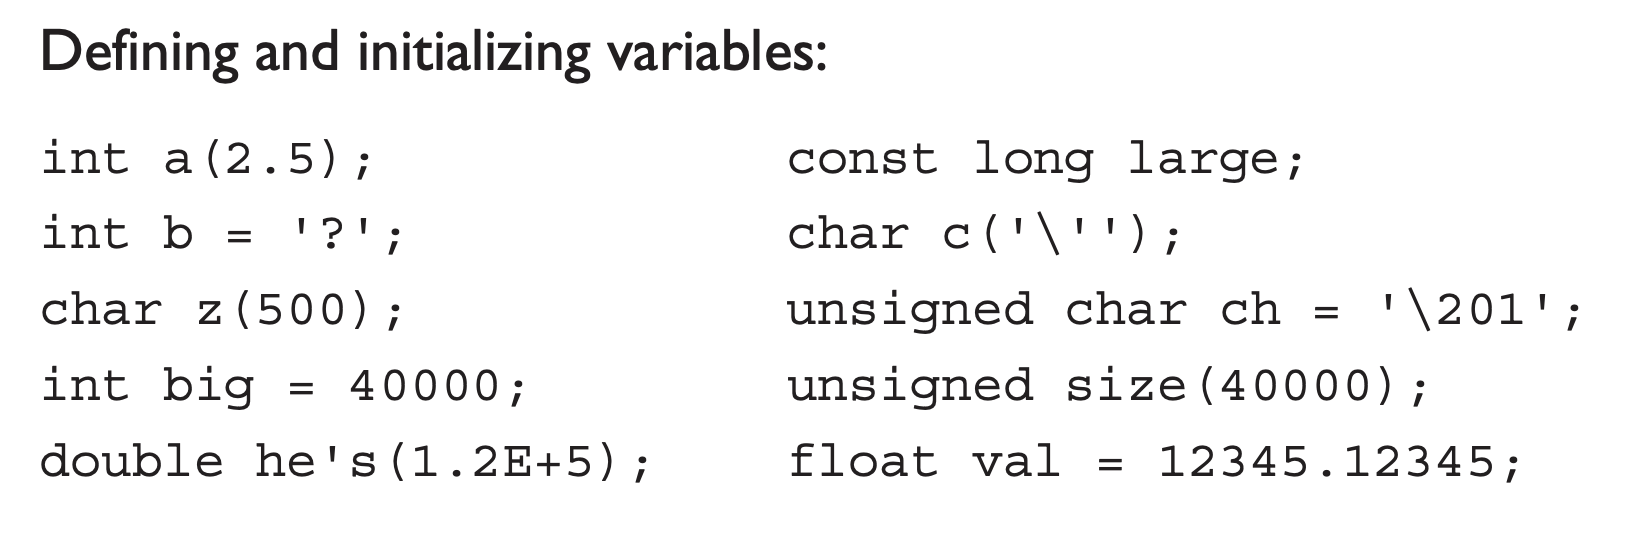 Defining and initializing variables:
int a(2.5);
int b = '?';
char z(500);
int big = 40000;
double he's(1.2E+5);
const long large;
char c('\'');
unsigned char ch = '\201';
unsigned size(40000);
float val = 12345.12345;